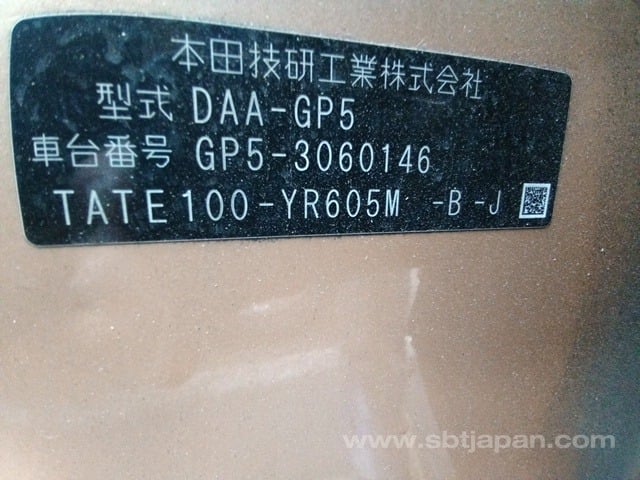 本田技研工業株式会社
型式 DAA-GP5
車台番号 GP5-3060146
TATE100-YR605M -B-J
www.sbtjapan.com